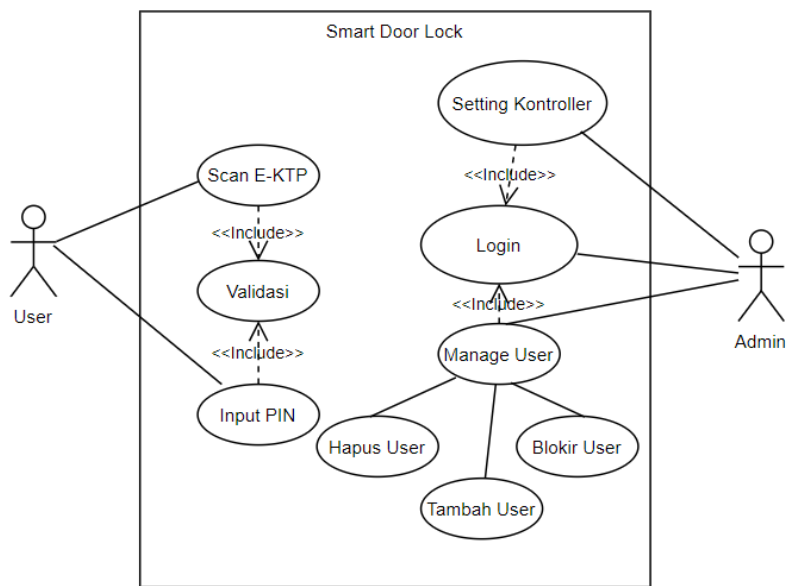 Smart Door Lock
Setting Kontroller
Scan E-KTP
<<Include>>
<<Include>>
Login
Validasi
<<Include>>
User
Admin
<<Include>>
Manage User
Input PIN
Hapus User
Blokir User
Tambah User